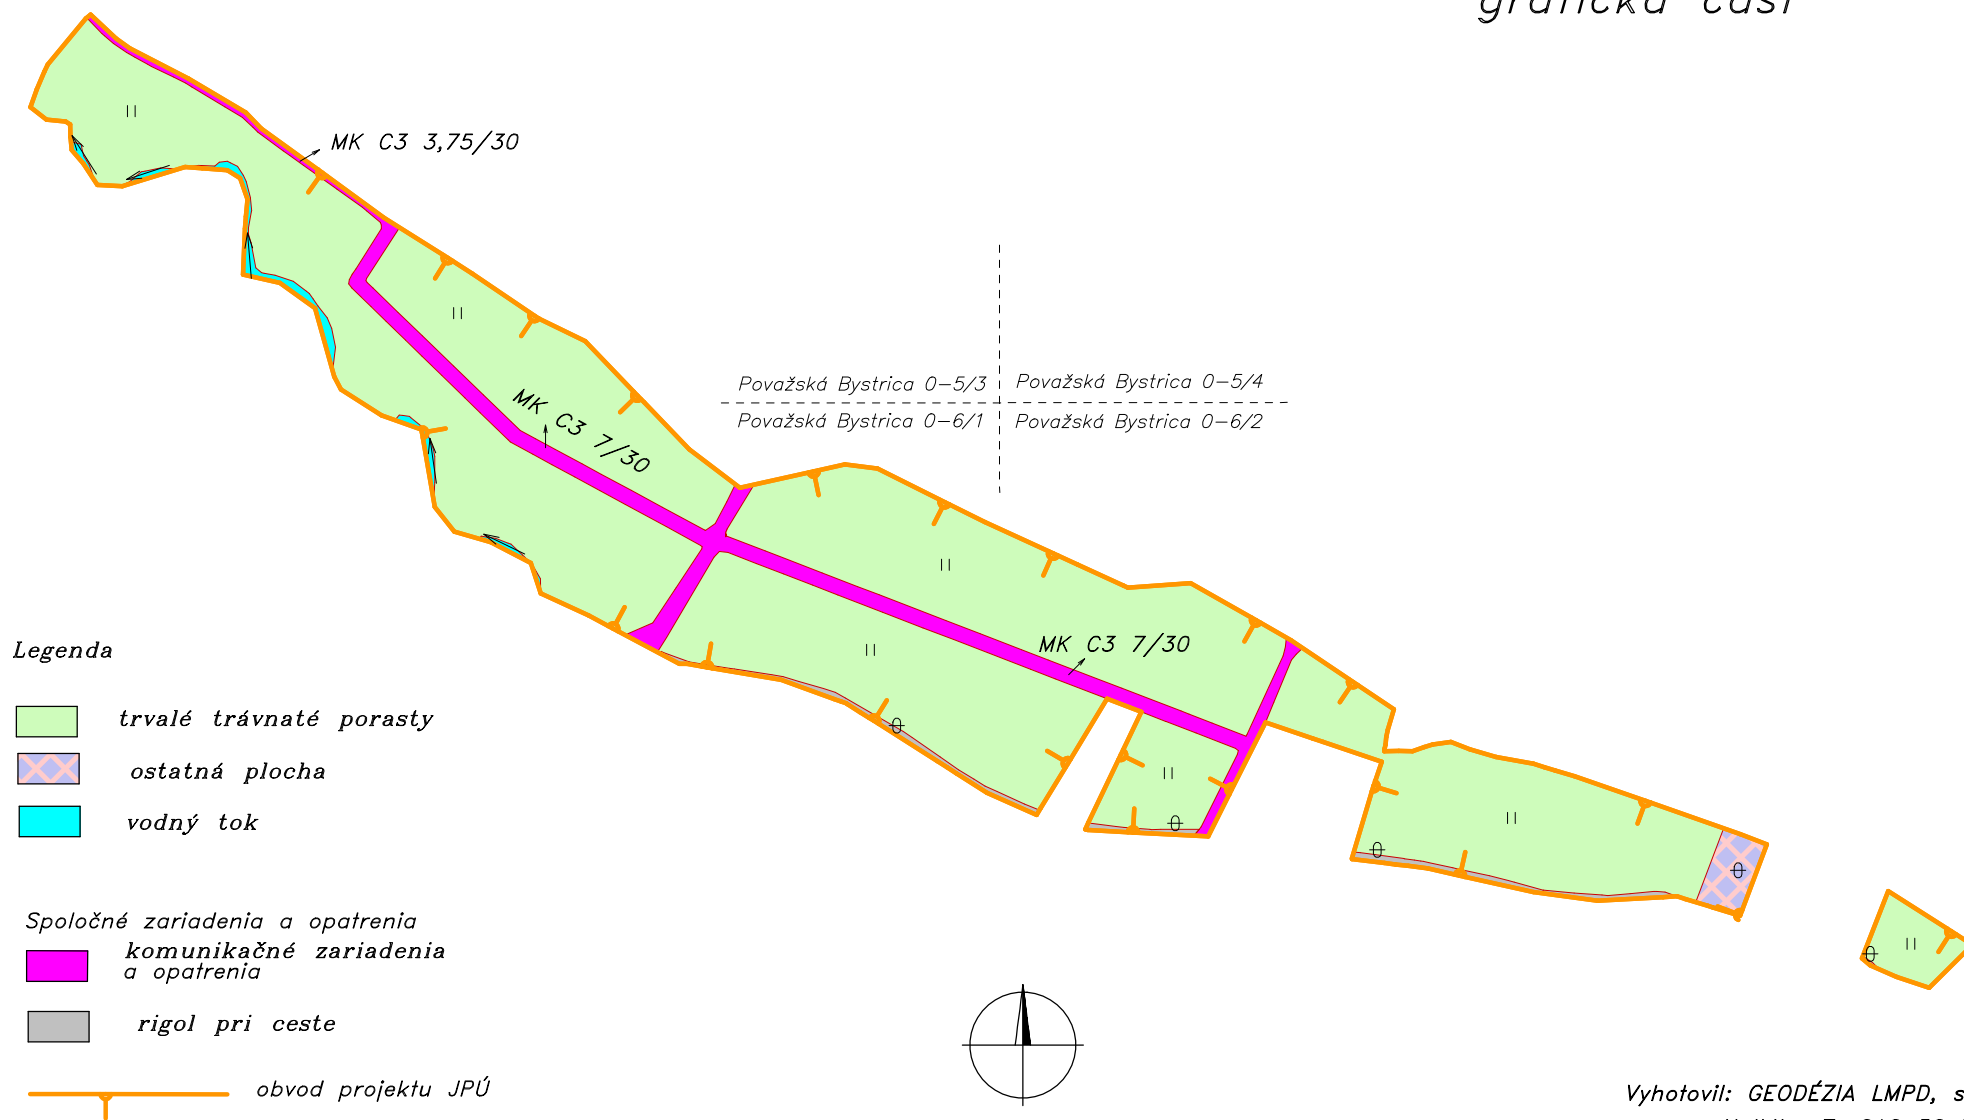 grafická časť
MK C3 3,75/30
Považská Bystrica 0-5/3
Považská Bystrica 0-5/4
Považská Bystrica 0-6/1
Považská Bystrica 0-6/2
MK C3 7/30
MK C3 7/30
Legenda
trvalé trávnaté porasty
ostatná plocha
vodný tok
Spoločné zariadenia a opatrenia
komunikačné zariadenia
a opatrenia
rigol pri ceste
obvod projektu JPÚ
Vyhotovil: GEODÉZIA LMPD, s